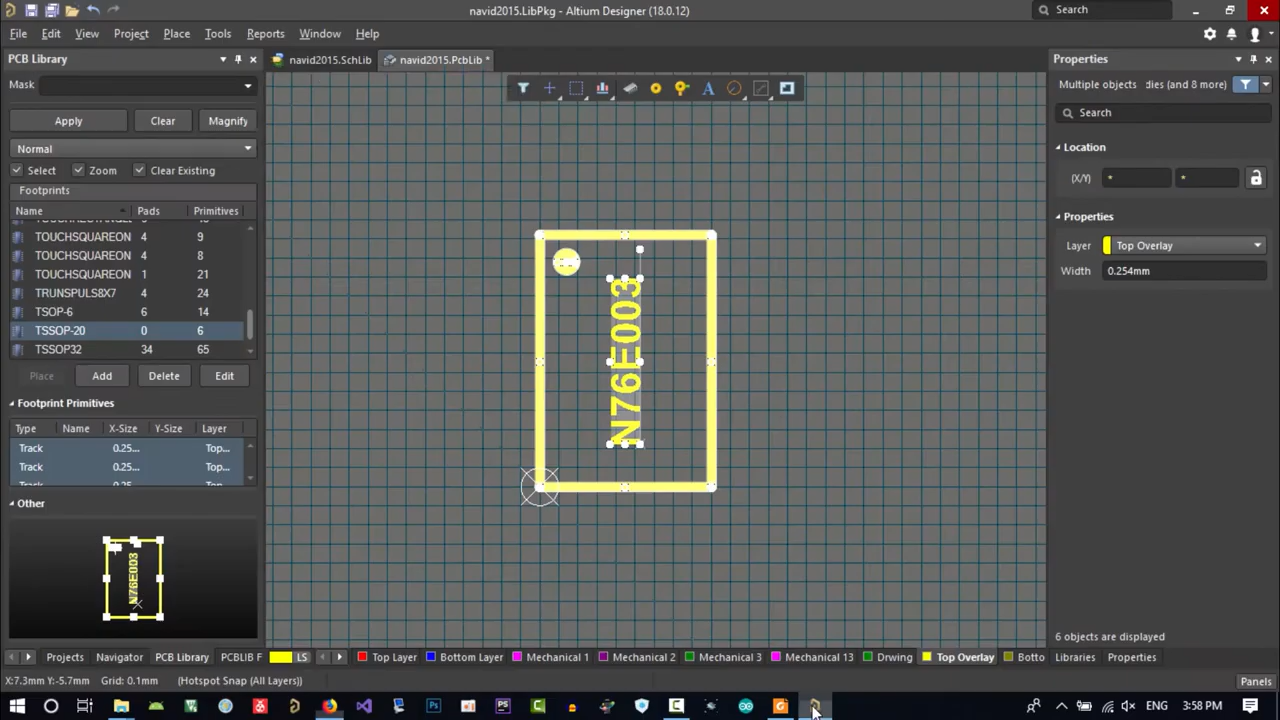 navid2015.LibPkg - Altium Designer (18.0.12)
Search
File Edit View Project Place Tools Reports Window Help
PCB Library
navid2015.SchLib
navid2015.PcbLib *
Properties
Mask
Multiple objects
dies (and 8 more)
Apply Clear Magnify
Search
Normal
Select Zoom Clear Existing
Location
(X/Y) * *
Footprints
Name Pads Primitives
Properties
TOUCHSQUAREON 4 9
Layer Top Overlay
TOUCHSQUAREON 4 8
Width 0.254mm
TOUCHSQUAREON 1 21
TRUNSPULS8X7 4 24
TSOP-6 6 14
TSSOP-20 0 6
TSSOP32 34 65
Place Add Delete Edit
Footprint Primitives
Type Name X-Size Y-Size Layer
Track 0.25... Top...
Track 0.25... Top...
Other
N76E003
N76E003
6 objects are displayed
Projects Navigator PCB Library PCBLIB F LS Top Layer Bottom Layer Mechanical 1 Mechanical 2 Mechanical 3 Mechanical 13 Drwing Top Overlay Botto Libraries Properties
X:7.3mm Y:-5.7mm Grid: 0.1mm (Hotspot Snap (All Layers))
Panels
ENG 3:58 PM